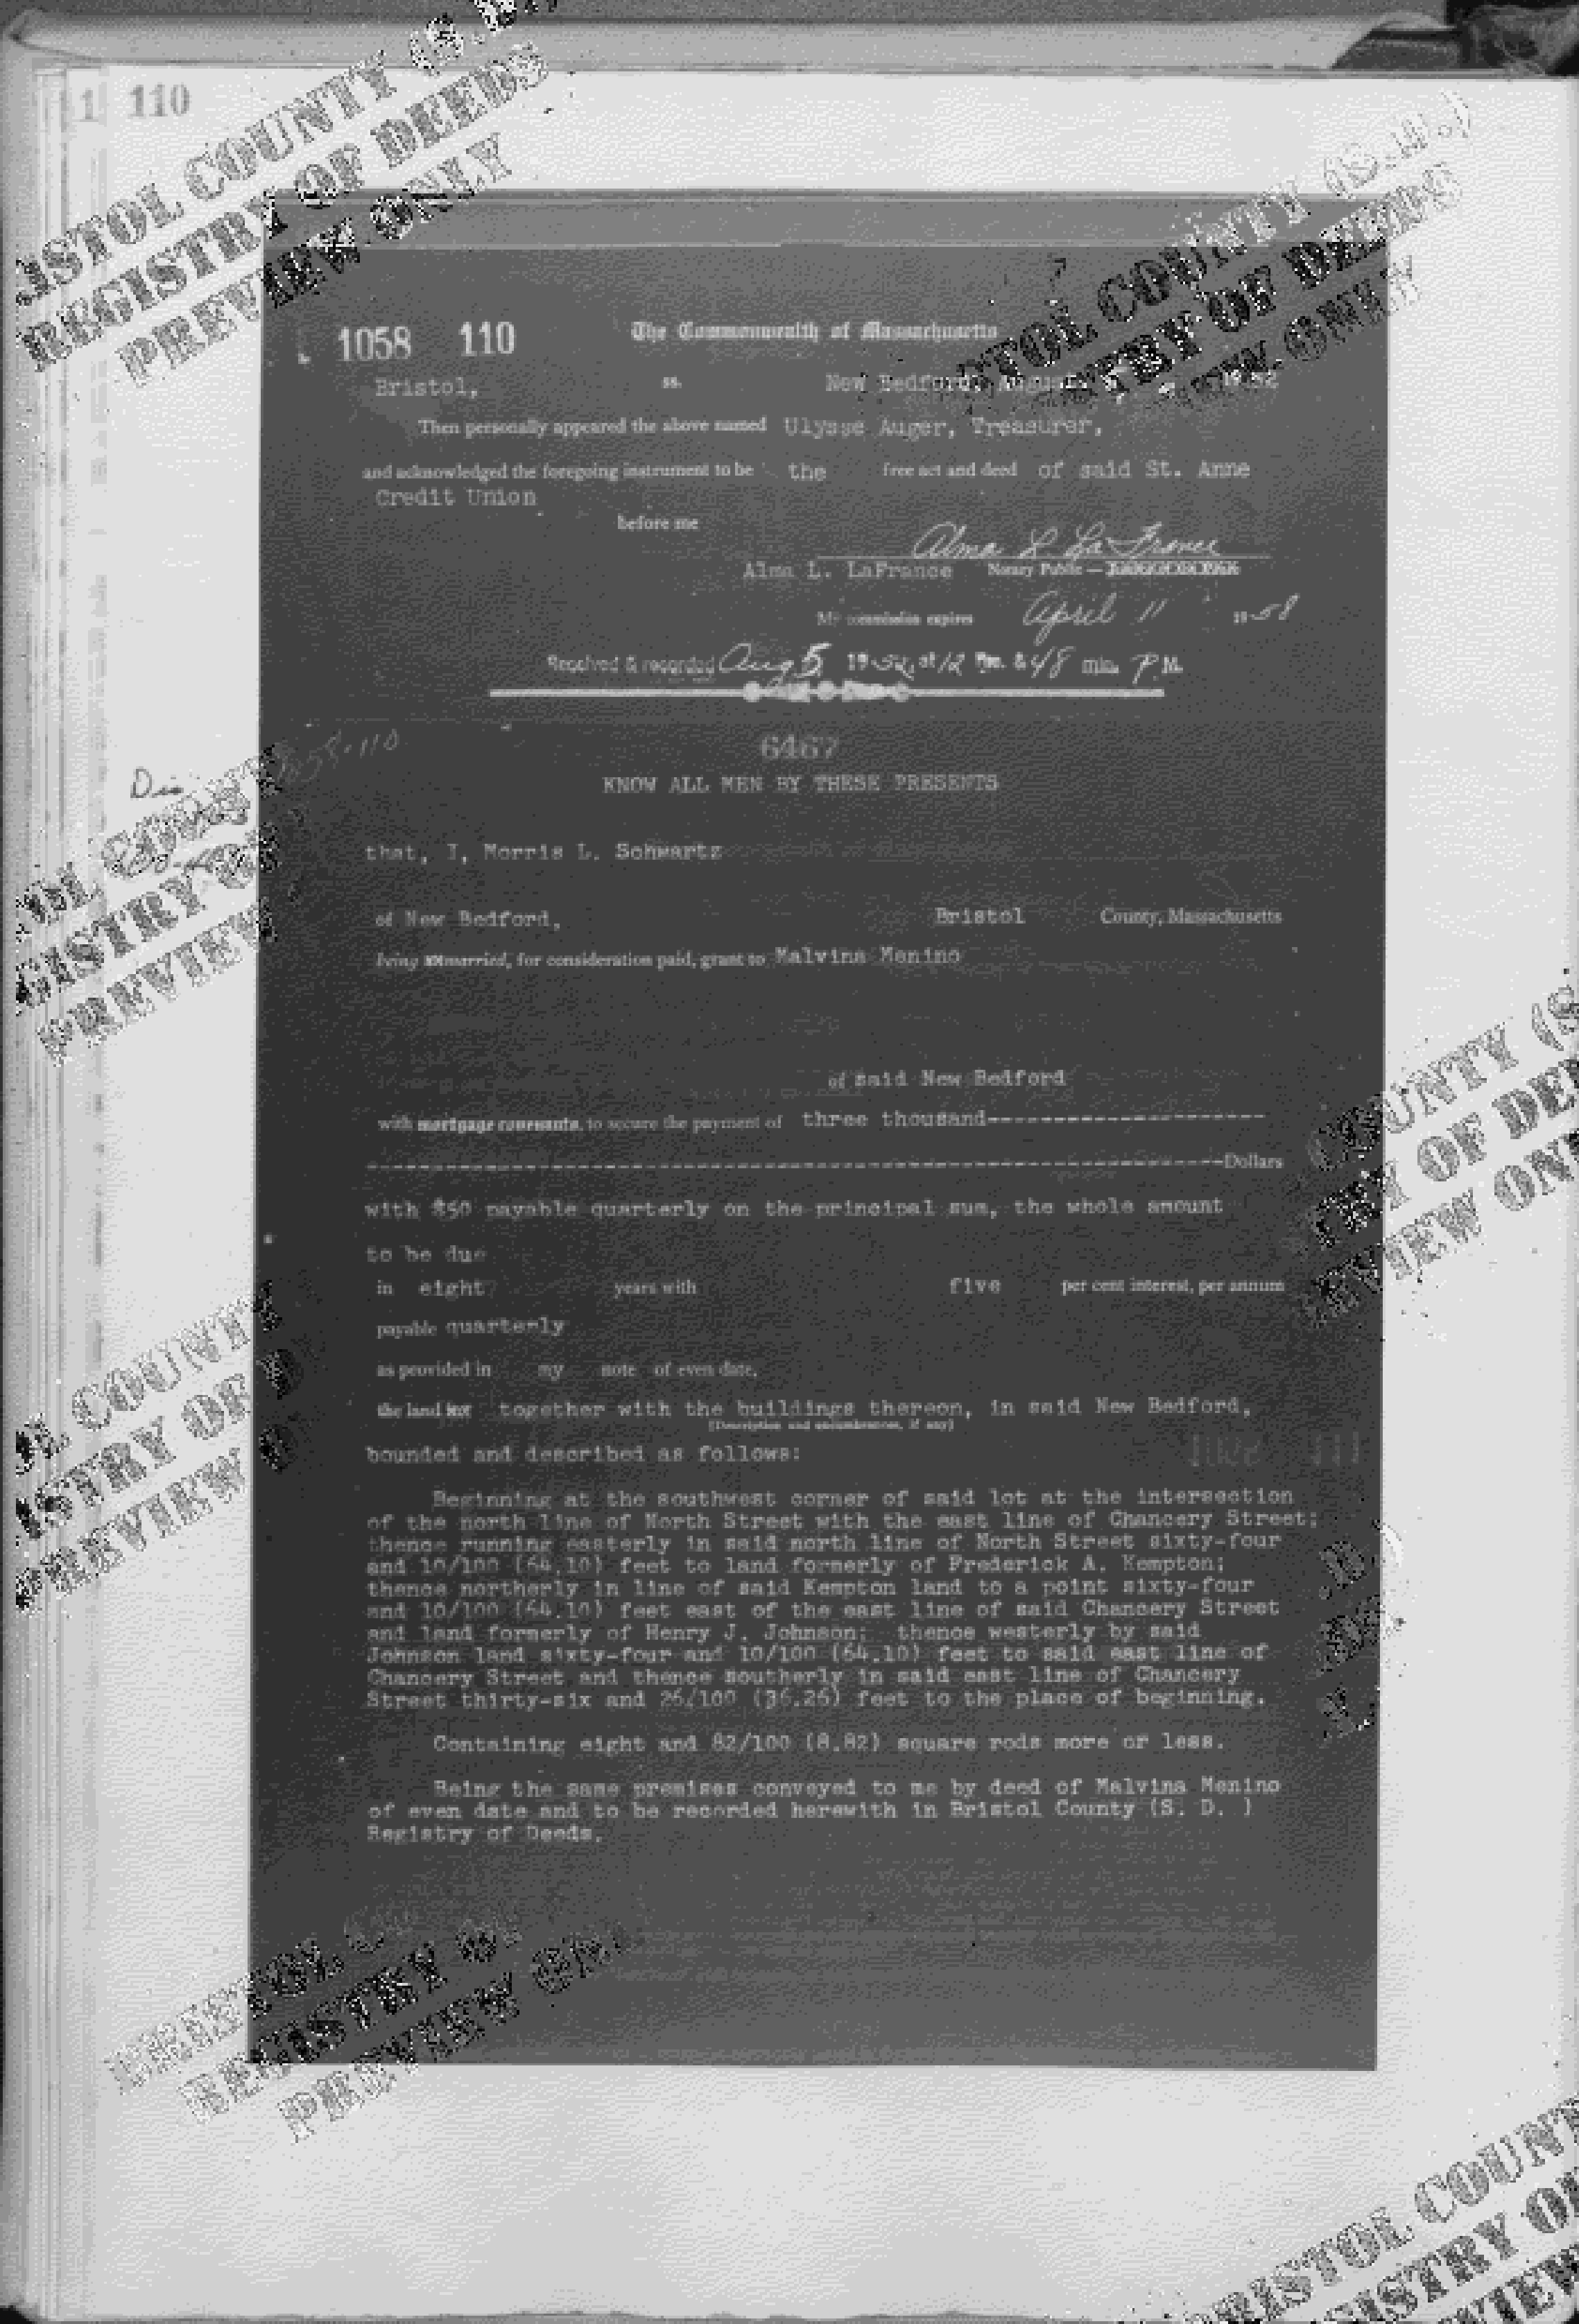 110
1058 110 The Commonwealth of Massachusetts
Bristol, ss. New Bedford, August 1952
Then personally appeared the above named Ulysse Auger, Treasurer,
and acknowledged the foregoing instrument to be the free act and deed of said St. Anne
Credit Union
before me
Alma L. LaFrance
Alma L. LaFrance Notary Public —
My commission expires April 11 1958
Received & recorded Aug 5 1952, at 12 hrs. & 48 min. P.M.
6467
KNOW ALL MEN BY THESE PRESENTS
that, I, Morris L. Schwartz
of New Bedford, Bristol County, Massachusetts
being married, for consideration paid, grant to Malvina Menino
of said New Bedford
with mortgage covenants, to secure the payment of three thousand---------------------
-----------------------------------------------------------------Dollars
with $50 payable quarterly on the principal sum, the whole amount
to be due
in eight years with five per cent interest, per annum
payable quarterly
as provided in my note of even date,
the land together with the buildings thereon, in said New Bedford,
(Description and encumbrances, if any)
bounded and described as follows:
Beginning at the southwest corner of said lot at the intersection
of the north line of North Street with the east line of Chancery Street;
thence running easterly in said north line of North Street sixty-four
and 10/100 (64.10) feet to land formerly of Frederick A. Kempton;
thence northerly in line of said Kempton land to a point sixty-four
and 10/100 (64.10) feet east of the east line of said Chancery Street
and land formerly of Henry J. Johnson; thence westerly by said
Johnson land sixty-four and 10/100 (64.10) feet to said east line of
Chancery Street and thence southerly in said east line of Chancery
Street thirty-six and 26/100 (36.26) feet to the place of beginning.
Containing eight and 82/100 (8.82) square rods more or less.
Being the same premises conveyed to me by deed of Malvina Menino
of even date and to be recorded herewith in Bristol County (S. D. )
Registry of Deeds.